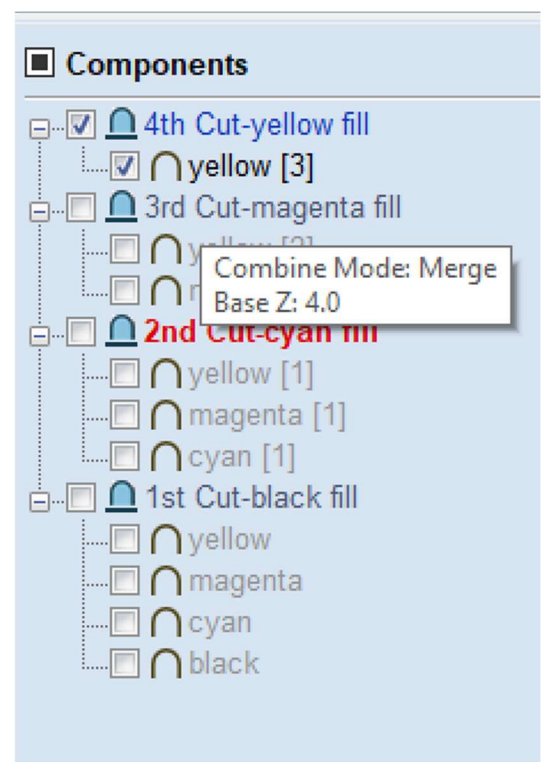 Components
4th Cut-yellow fill
yellow [3]
3rd Cut-magenta fill
Combine Mode: Merge
Base Z: 4.0
2nd Cut-cyan fill
yellow [1]
magenta [1]
cyan [1]
1st Cut-black fill
yellow
magenta
cyan
black